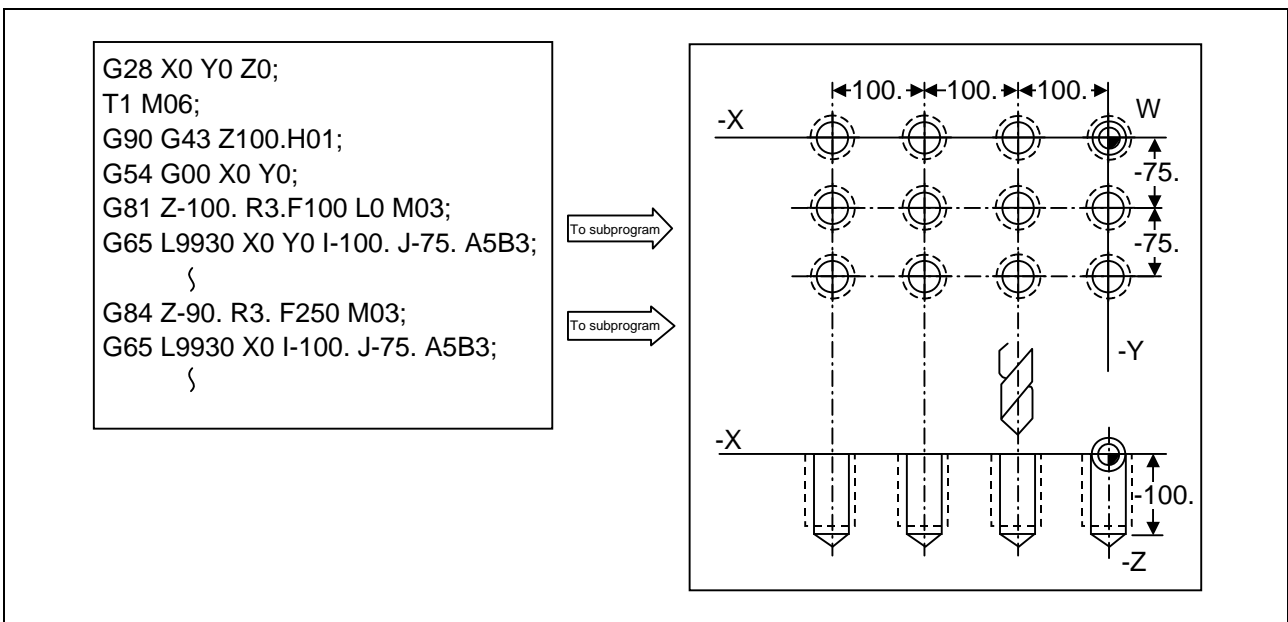 G28 X0 Y0 Z0;
T1 M06;
G90 G43 Z100.H01;
G54 G00 X0 Y0;
G81 Z-100. R3.F100 L0 M03;
G65 L9930 X0 Y0 I-100. J-75. A5B3;
G84 Z-90. R3. F250 M03;
G65 L9930 X0 I-100. J-75. A5B3;
To subprogram
To subprogram
100. 100. 100.
-X
W
-75.
-75.
-Y
-X
-100.
-Z